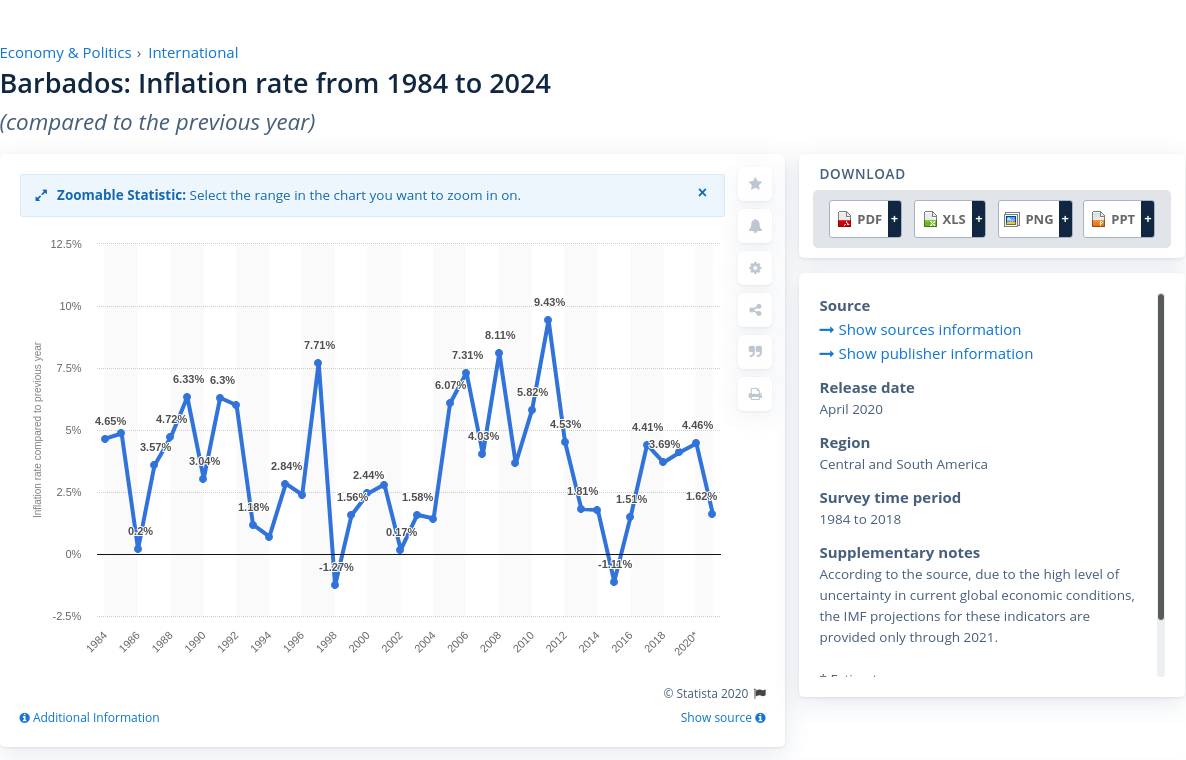 Economy & Politics › International
Barbados: Inflation rate from 1984 to 2024
(compared to the previous year)
Zoomable Statistic: Select the range in the chart you want to zoom in on.
×
12.5%
10%
7.5%
5%
2.5%
0%
-2.5%
Inflation rate compared to previous year
4.65%
0.2%
3.57%
4.72%
6.33%
3.04%
6.3%
1.18%
2.84%
7.71%
-1.27%
1.56%
2.44%
0.17%
1.58%
6.07%
7.31%
4.03%
8.11%
5.82%
9.43%
4.53%
1.81%
-1.11%
1.51%
4.41%
3.69%
4.46%
1.62%
1984
1986
1988
1990
1992
1994
1996
1998
2000
2002
2004
2006
2008
2010
2012
2014
2016
2018
2020*
© Statista 2020
Additional Information
Show source
DOWNLOAD
PDF +
XLS +
PNG +
PPT +
Source
Show sources information
Show publisher information
Release date
April 2020
Region
Central and South America
Survey time period
1984 to 2018
Supplementary notes
According to the source, due to the high level of
uncertainty in current global economic conditions,
the IMF projections for these indicators are
provided only through 2021.